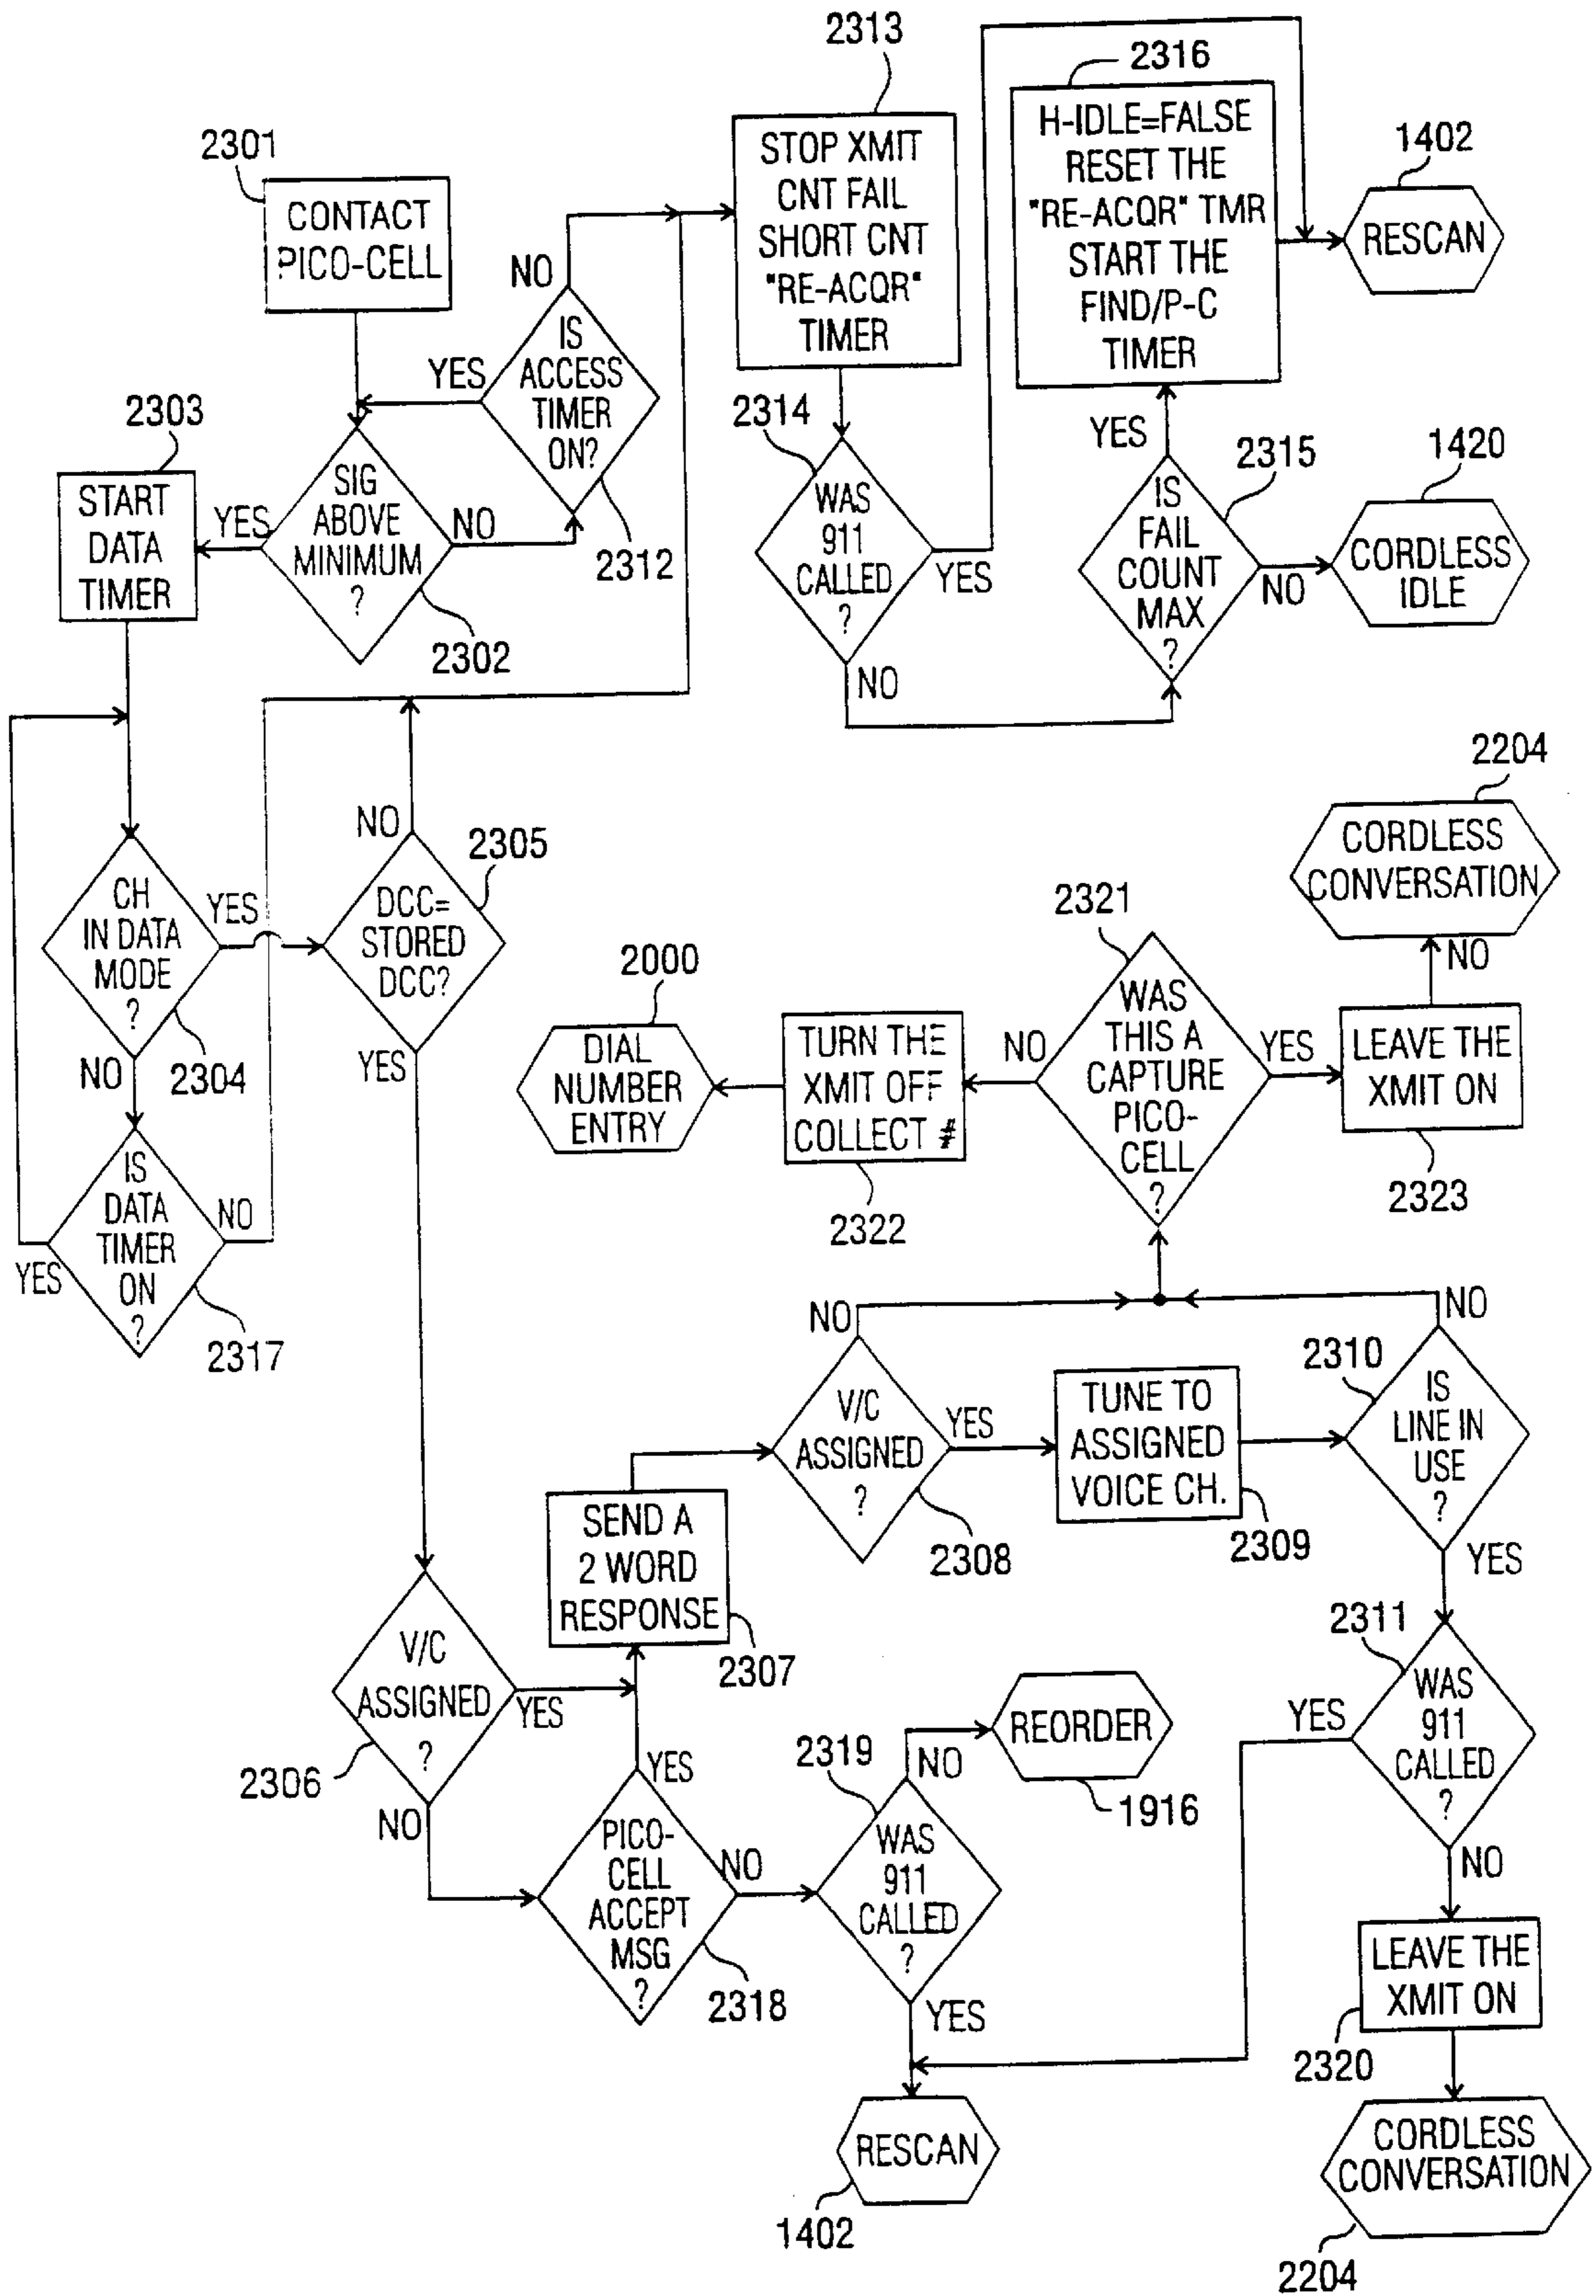 2313
2316
2301
CONTACT
PICO-CELL
STOP XMIT
CNT FAIL
SHORT CNT
"RE-ACQR"
TIMER
H-IDLE=FALSE
RESET THE
"RE-ACQR" TMR
START THE
FIND/P-C
TIMER
1402
RESCAN
NO
IS
ACCESS
TIMER
ON?
YES
2312
2303
START
DATA
TIMER
YES
SIG
ABOVE
MINIMUM
?
NO
2302
2314
WAS
911
CALLED
?
YES
NO
YES
2315
IS
FAIL
COUNT
MAX
?
NO
1420
CORDLESS
IDLE
CH
IN DATA
MODE
?
YES
NO
2304
NO
2305
DCC=
STORED
DCC?
YES
IS
DATA
TIMER
ON
?
NO
YES
2317
2204
CORDLESS
CONVERSATION
NO
2321
WAS
THIS A
CAPTURE
PICO-
CELL
?
NO
YES
2000
DIAL
NUMBER
ENTRY
TURN THE
XMIT OFF
COLLECT #
2322
LEAVE THE
XMIT ON
2323
NO
NO
V/C
ASSIGNED
?
YES
2308
TUNE TO
ASSIGNED
VOICE CH.
2309
2310
IS
LINE IN
USE
?
YES
SEND A
2 WORD
RESPONSE
2307
V/C
ASSIGNED
?
YES
2306
NO
YES
PICO-
CELL
ACCEPT
MSG
?
NO
2318
2319
WAS
911
CALLED
?
NO
YES
REORDER
1916
2311
WAS
911
CALLED
?
YES
NO
LEAVE THE
XMIT ON
2320
RESCAN
1402
CORDLESS
CONVERSATION
2204